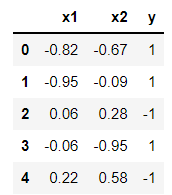 x1 x2 y
0 -0.82 -0.67 1
1 -0.95 -0.09 1
2 0.06 0.28 -1
3 -0.06 -0.95 1
4 0.22 0.58 -1